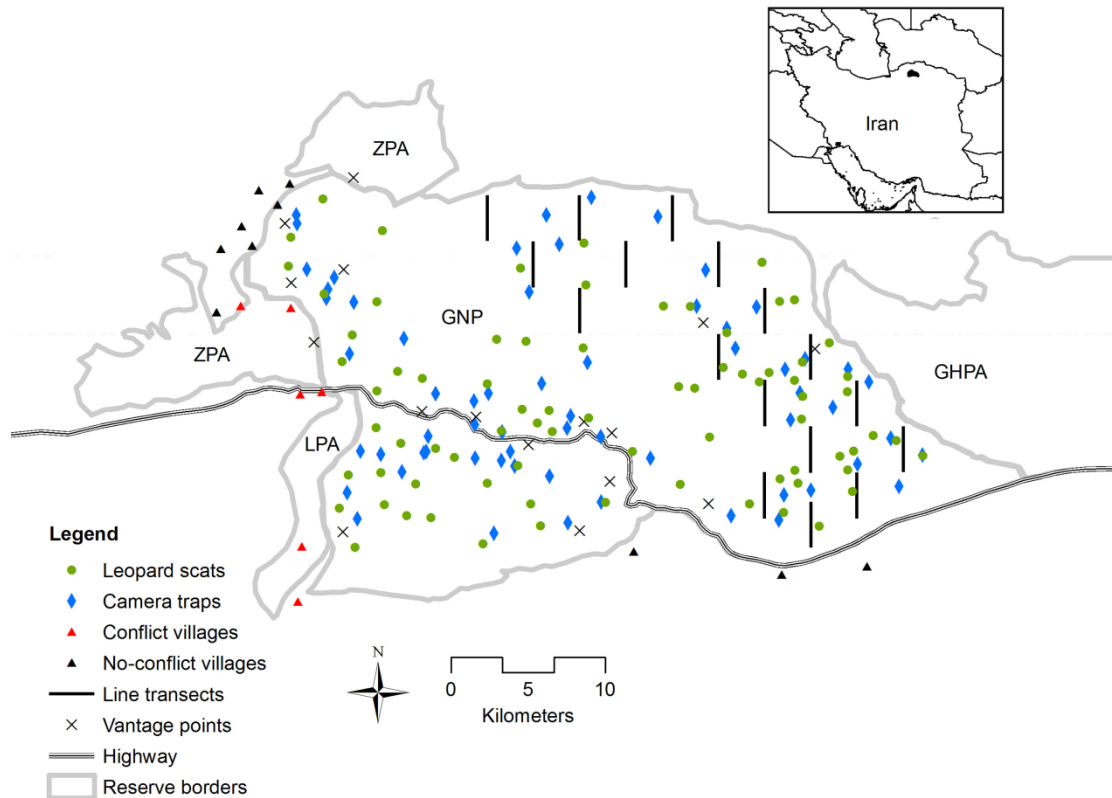 ZPA
Iran
GNP
ZPA
GHPA
LPA
Legend
Leopard scats
Camera traps
Conflict villages
No-conflict villages
Line transects
Vantage points
Highway
Reserve borders
N
0 5 10
Kilometers